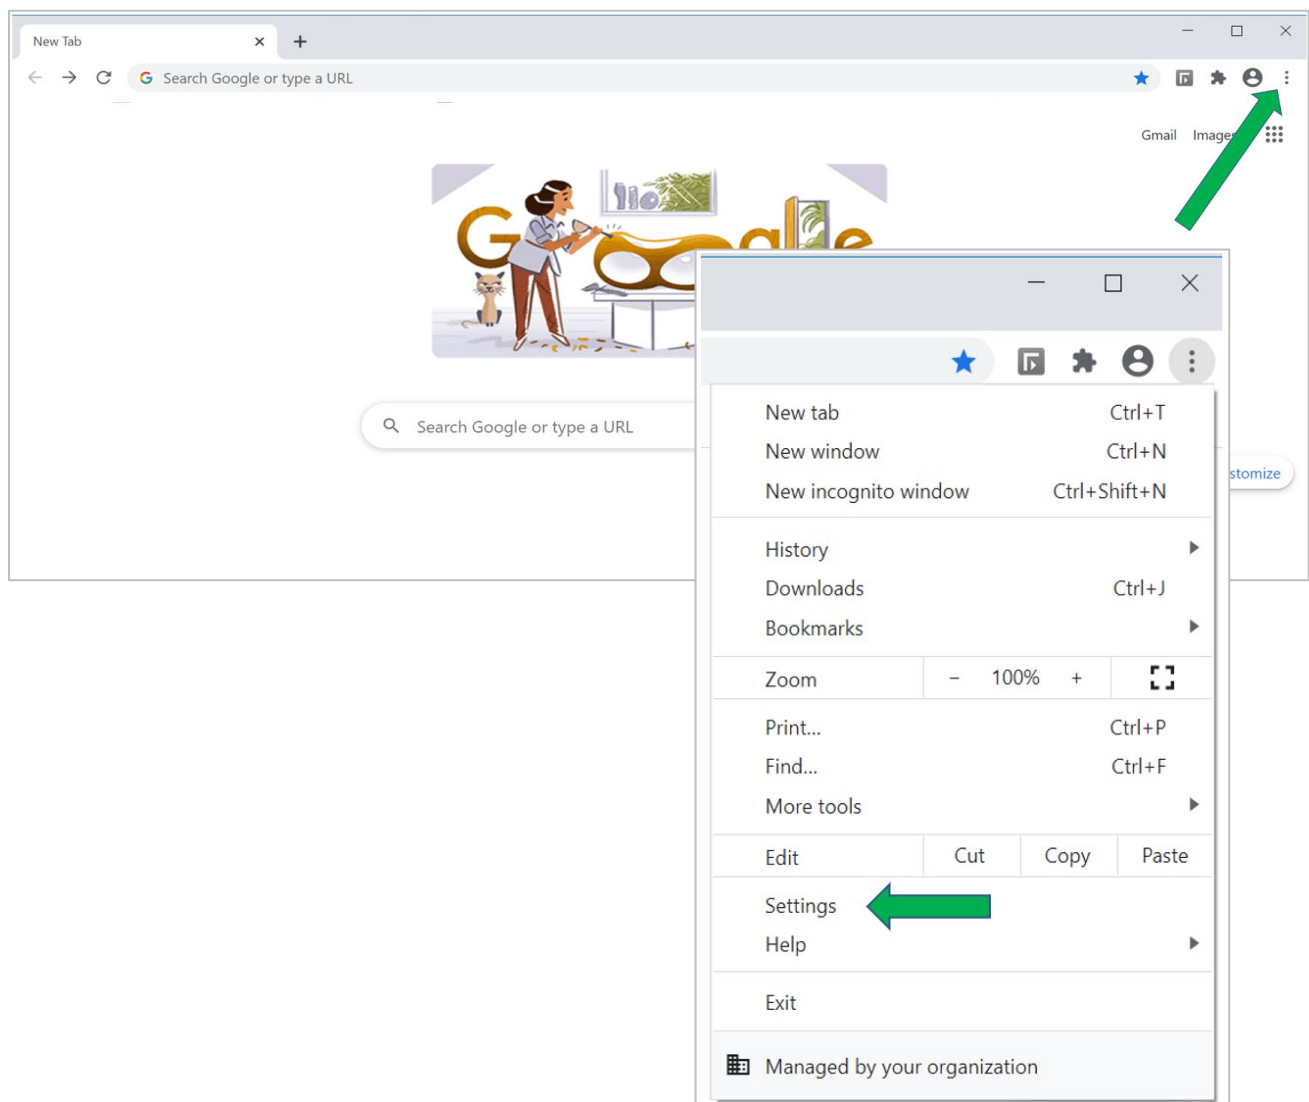 New Tab
Search Google or type a URL
Gmail Images
Google
Search Google or type a URL
stomize
New tab Ctrl+T
New window Ctrl+N
New incognito window Ctrl+Shift+N
History
Downloads Ctrl+J
Bookmarks
Zoom - 100% +
Print... Ctrl+P
Find... Ctrl+F
More tools
Edit Cut Copy Paste
Settings
Help
Exit
Managed by your organization